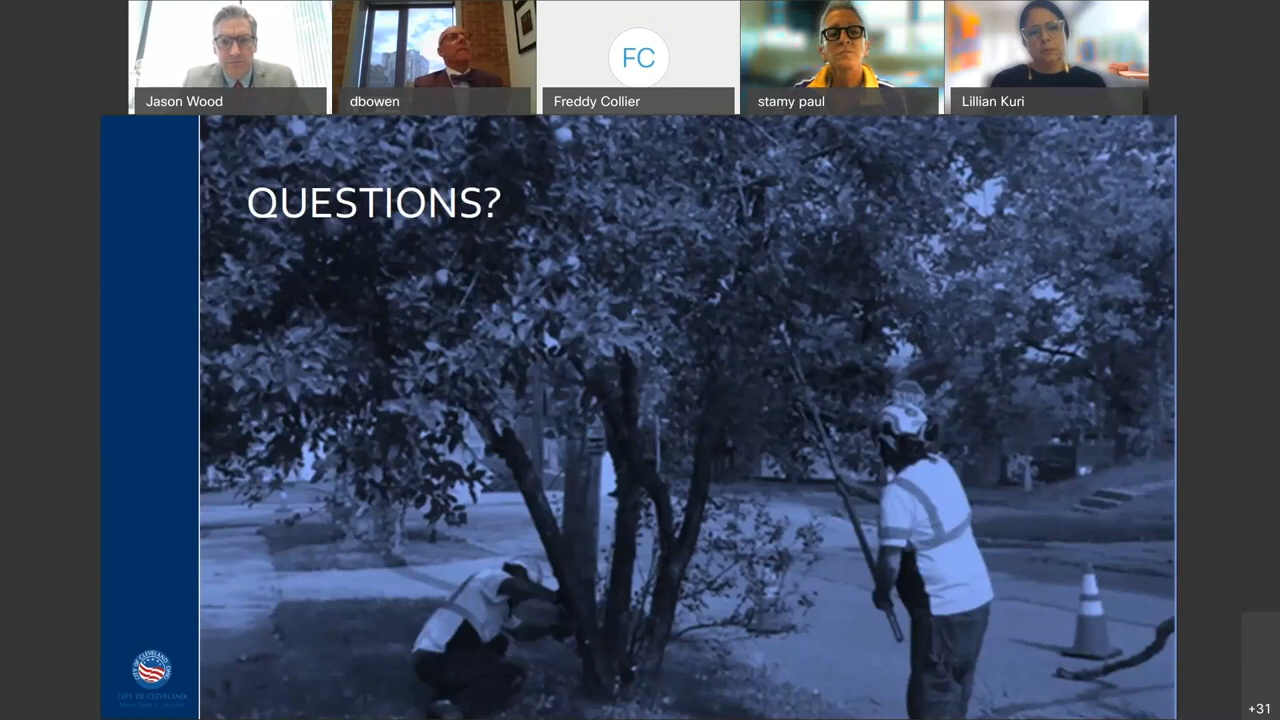 FC
Jason Wood
dbowen
Freddy Collier
stamy paul
Lillian Kuri
QUESTIONS?
CITY OF CLEVELAND
+31